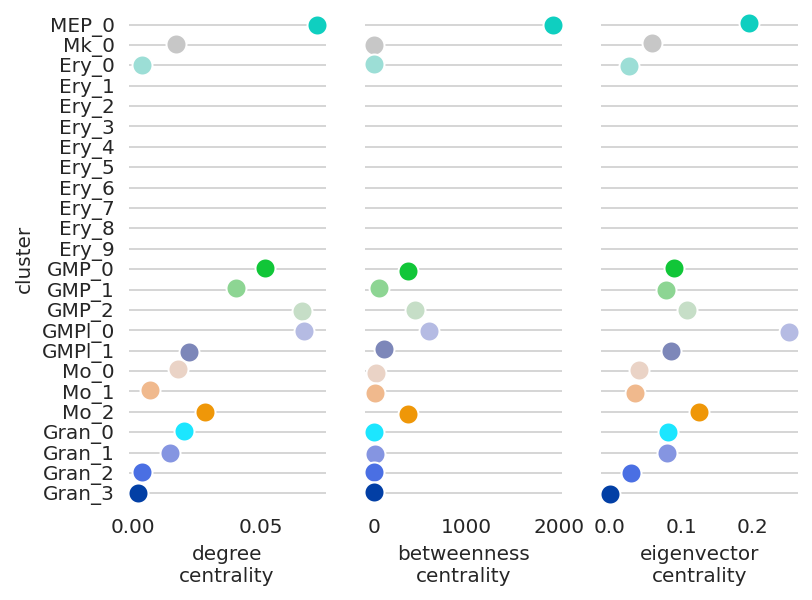 cluster
MEP_0
Mk_0
Ery_0
Ery_1
Ery_2
Ery_3
Ery_4
Ery_5
Ery_6
Ery_7
Ery_8
Ery_9
GMP_0
GMP_1
GMP_2
GMPl_0
GMPl_1
Mo_0
Mo_1
Mo_2
Gran_0
Gran_1
Gran_2
Gran_3
0.00 0.05
degree
centrality
0 1000 2000
betweenness
centrality
0.0 0.1 0.2
eigenvector
centrality